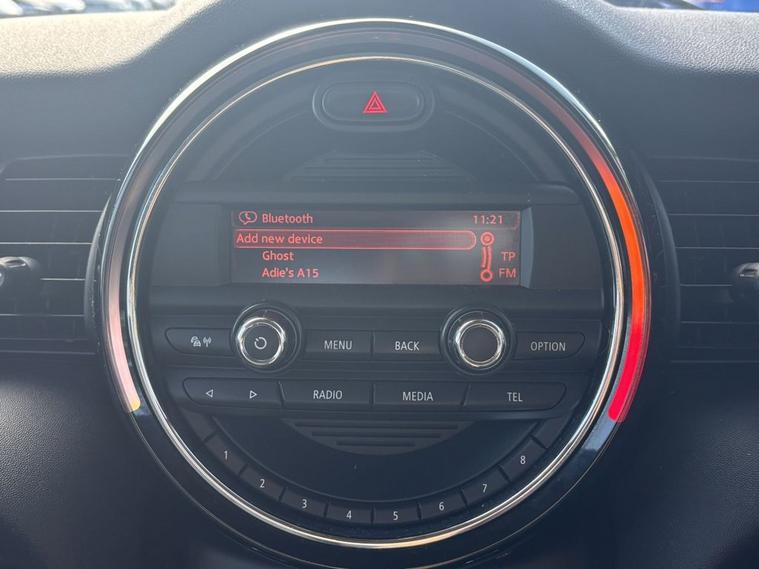 Bluetooth 11:21
Add new device
Ghost TP
Adie's A15 FM
MENU BACK OPTION
RADIO MEDIA TEL
1 2 3 4 5 6 7 8